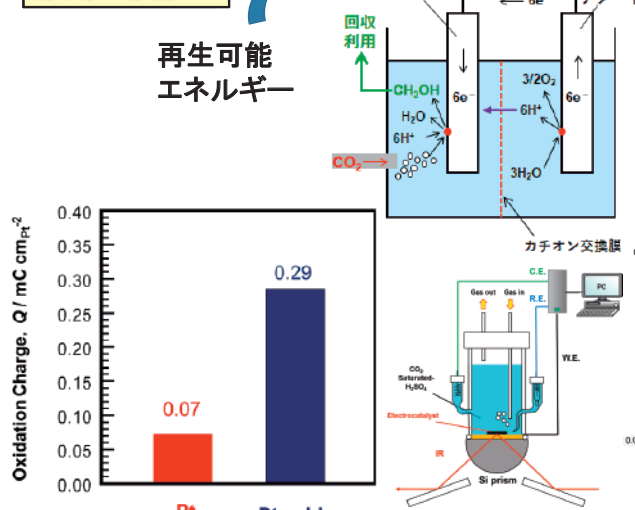 再生可能
エネルギー
回収
利用
6e⁻
CH₃OH
H₂O
6H⁺
CO₂
6e⁻
3/2O₂
6H⁺
6e⁻
3H₂O
カチオン交換膜
Oxidation Charge. Q / mC cm_Pt⁻²
0.40
0.35
0.30
0.25
0.20
0.15
0.10
0.05
0.00
0.07
0.29
C.E.
R.E.
W.E.
PC
Gas out
Gas in
CO₂
Saturated-
H₂SO₄
Electrocatalyst
IR
Si prism